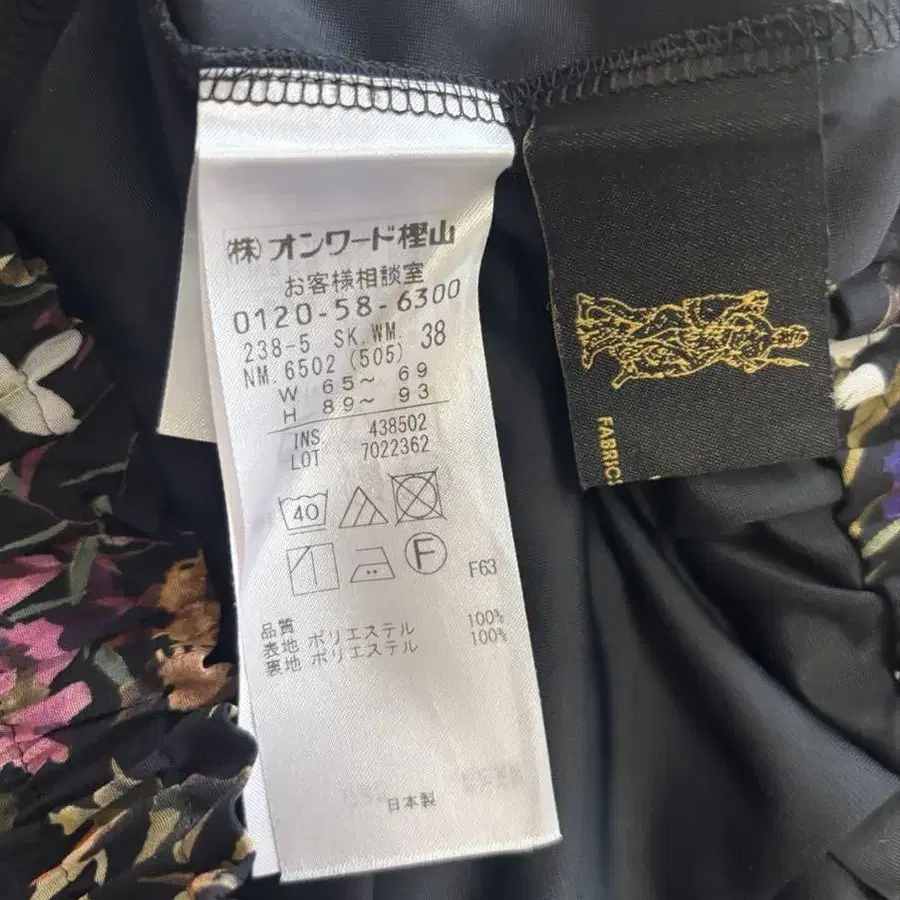 ㈱オンワード樫山
お客様相談室
0120-58-6300
238-5 SK.WM. 38
NM.6502 (505)
W 65～ 69
H 89～ 93
INS. 438502
LOT 7022362
40
F
F63
品質
表地 ポリエステル 100%
裏地 ポリエステル 100%
日本製
FABRIC